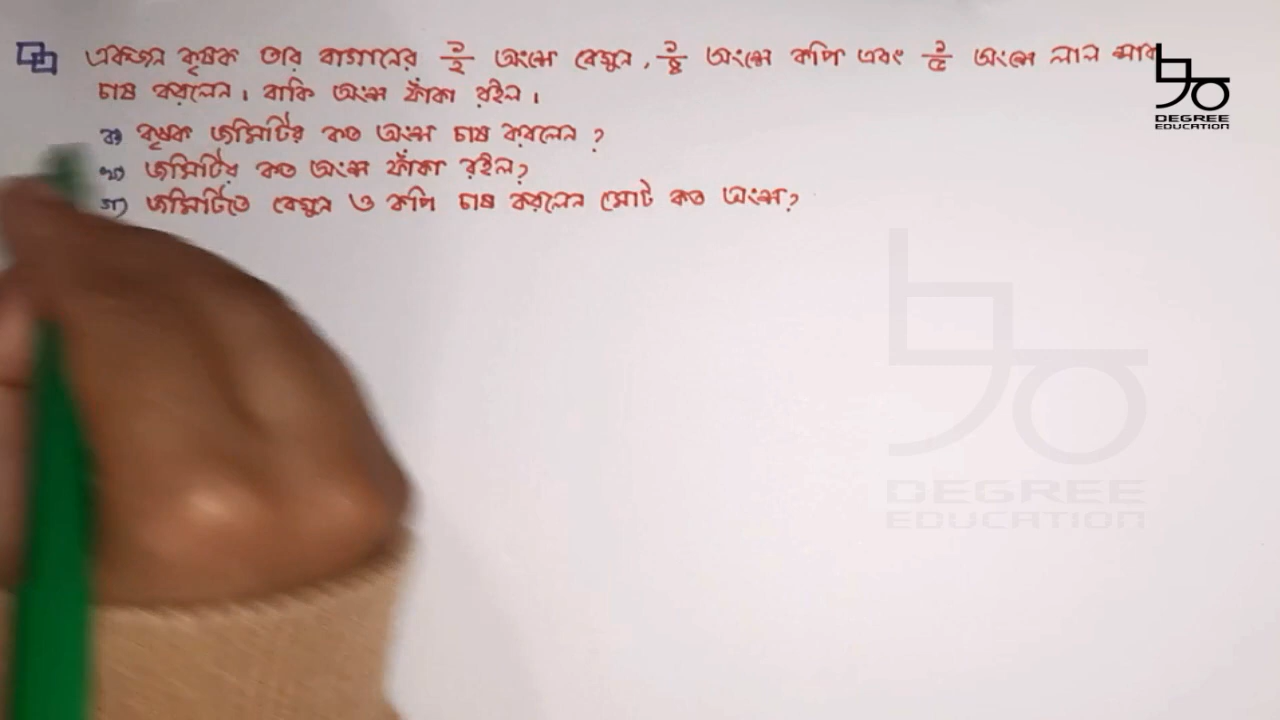 একজন কৃষক তার বাগানের ১/২ অংশে বেগুন, ১/৪ অংশে কপি এবং ১/৫ অংশে লাল শাক
চাষ করলেন। বাকি অংশ ফাঁকা রইল।
ক) কৃষক জমিটির কত অংশ চাষ করলেন?
খ) জমিটির কত অংশ ফাঁকা রইল?
গ) জমিটিতে বেগুন ও কপি চাষ করলেন মোট কত অংশ?
DEGREE
EDUCATION
DEGREE
EDUCATION